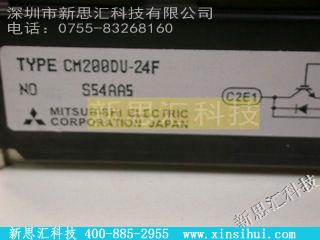 深圳市新思汇科技有限公司
电话:0755-83268160
TYPE CM200DU-24F
NO S54AA5
C2E1
MITSUBISHI ELECTRIC
CORPORATION JAPAN
新思汇科技
新思汇科技 400-885-2955 www.xinsihui.com